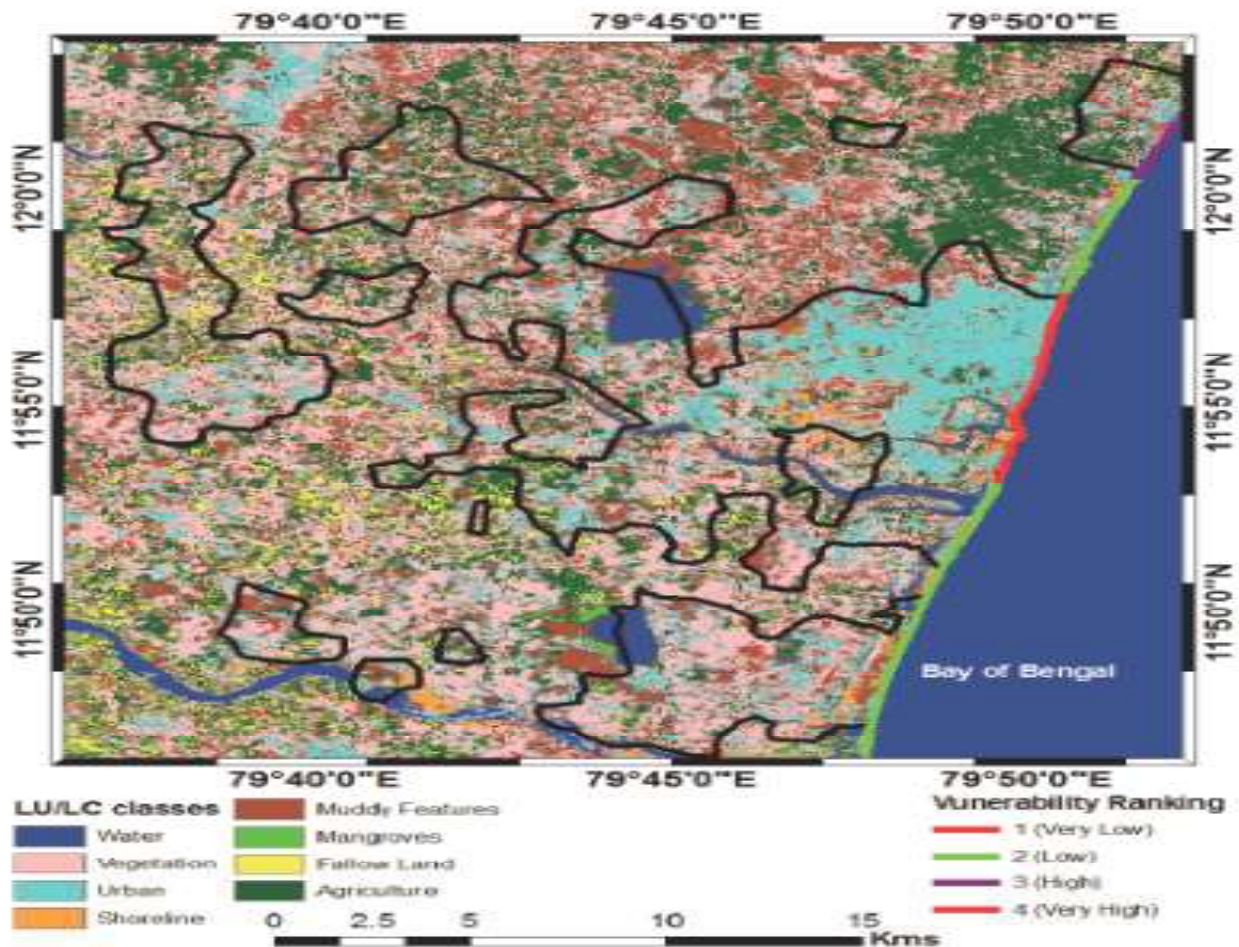 79°40'0"E 79°45'0"E 79°50'0"E
12°0'0"N 12°0'0"N
11°55'0"N 11°55'0"N
11°50'0"N 11°50'0"N
Bay of Bengal
79°40'0"E 79°45'0"E 79°50'0"E
LU/LC classes
Water
Vegetation
Urban
Shoreline
Muddly Features
Mangroves
Fallow Land
Agriculture
Vunerability Ranking
1 (Very Low)
2 (Low)
3 (High)
4 (Very High)
0 2.5 5 10 15
Kms